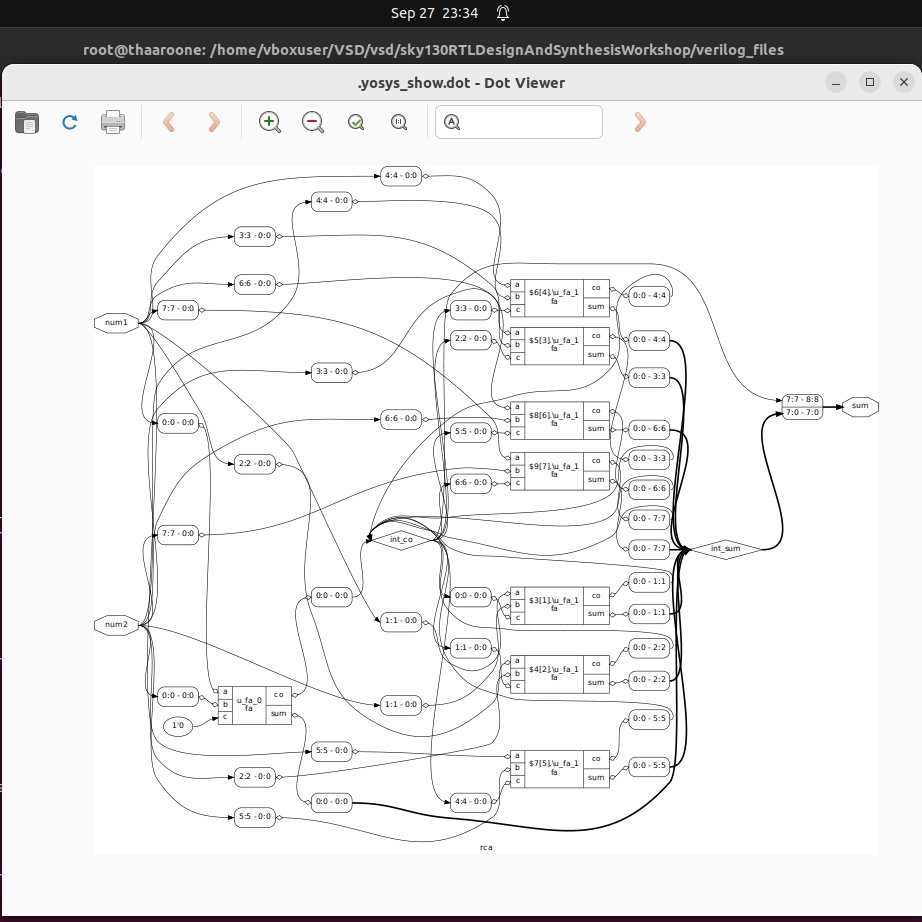 Sep 27 23:34
root@thaaroone: /home/vboxuser/VSD/vsd/sky130RTLDesignAndSynthesisWorkshop/verilog_files
.yosys_show.dot - Dot Viewer
4:4 - 0:0
4:4 - 0:0
3:3 - 0:0
6:6 - 0:0
7:7 - 0:0
num1
3:3 - 0:0
2:2 - 0:0
a
b
c
$6[4].\u_fa_1
fa
co
sum
0:0 - 4:4
a
b
c
$5[3].\u_fa_1
fa
co
sum
0:0 - 4:4
3:3 - 0:0
0:0 - 3:3
7:7 - 8:8
7:0 - 7:0
sum
0:0 - 0:0
6:6 - 0:0
5:5 - 0:0
a
b
c
$8[6].\u_fa_1
fa
co
sum
0:0 - 6:6
2:2 - 0:0
6:6 - 0:0
a
b
c
$9[7].\u_fa_1
fa
co
sum
0:0 - 3:3
0:0 - 6:6
0:0 - 7:7
7:7 - 0:0
int_co
0:0 - 7:7
int_sum
num2
0:0 - 0:0
1:1 - 0:0
0:0 - 0:0
1:1 - 0:0
a
b
c
$3[1].\u_fa_1
fa
co
sum
0:0 - 1:1
0:0 - 1:1
a
b
c
$4[2].\u_fa_1
fa
co
sum
0:0 - 2:2
0:0 - 2:2
0:0 - 0:0
1'0
a
b
c
u_fa_0
fa
co
sum
1:1 - 0:0
0:0 - 5:5
5:5 - 0:0
2:2 - 0:0
5:5 - 0:0
0:0 - 0:0
4:4 - 0:0
a
b
c
$7[5].\u_fa_1
fa
co
sum
0:0 - 5:5
rca